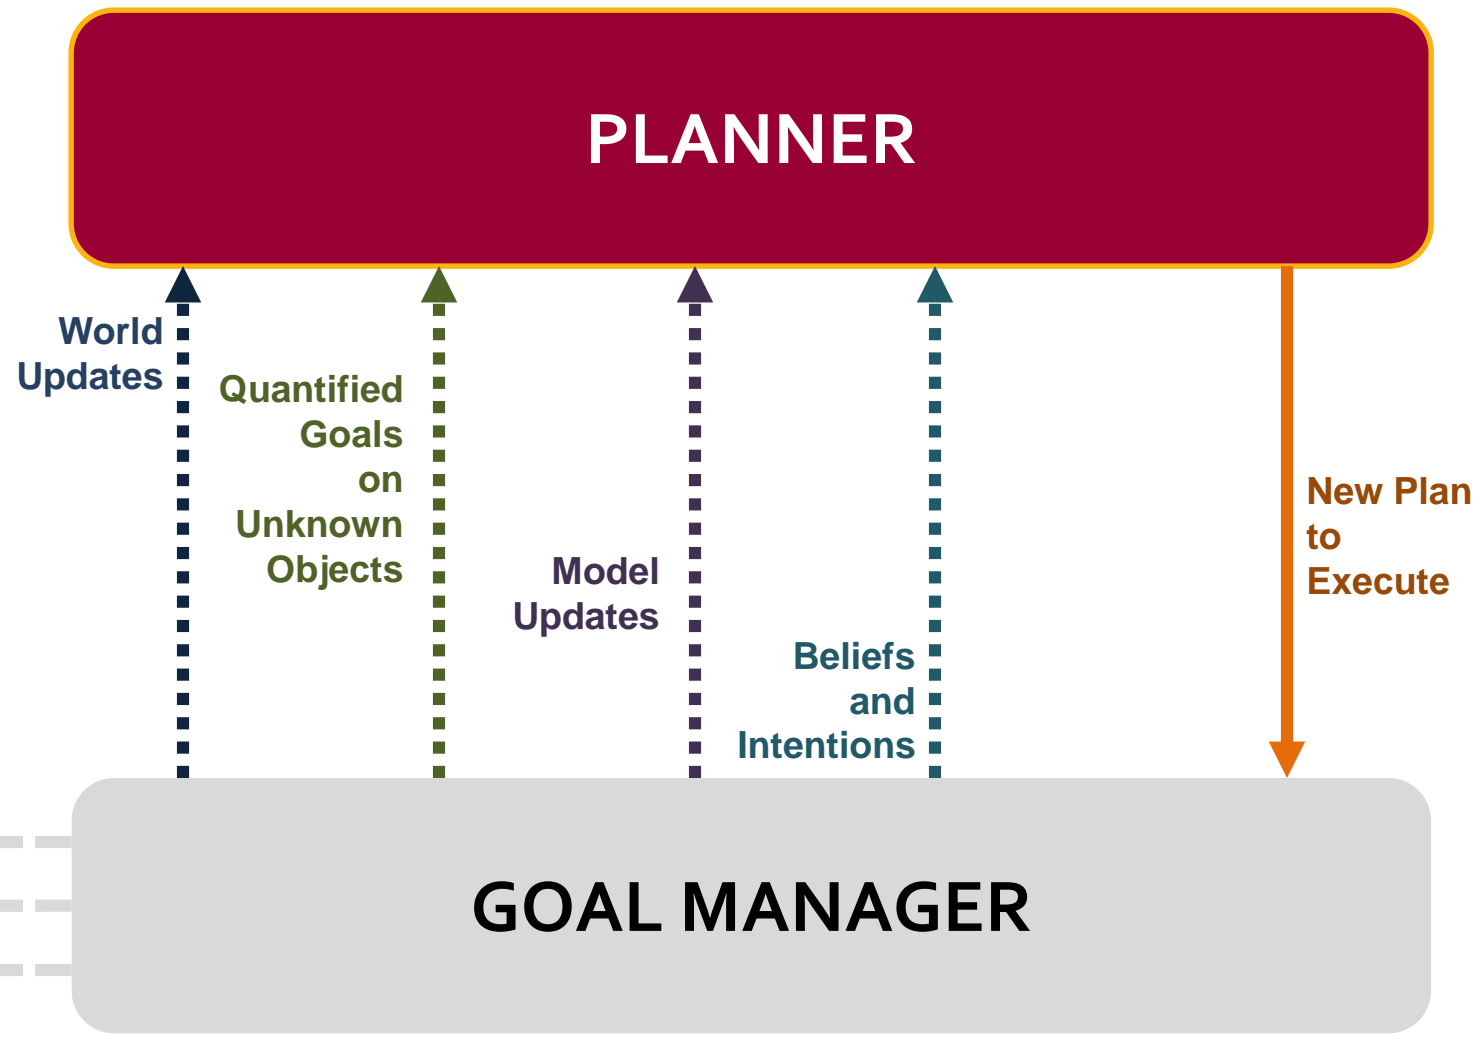 PLANNER
World
Updates
Quantified
Goals
on
Unknown
Objects
Model
Updates
Beliefs
and
Intentions
New Plan
to
Execute
GOAL MANAGER